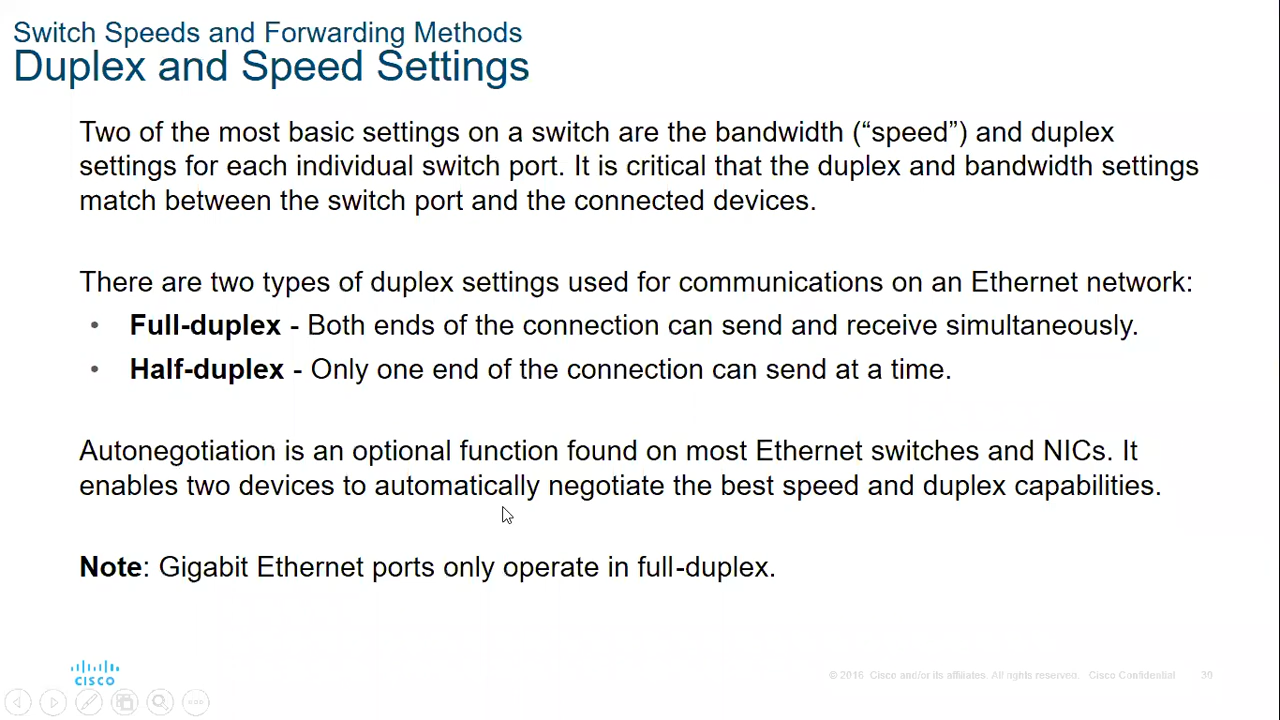 Switch Speeds and Forwarding Methods
Duplex and Speed Settings
Two of the most basic settings on a switch are the bandwidth (“speed”) and duplex
settings for each individual switch port. It is critical that the duplex and bandwidth settings
match between the switch port and the connected devices.
There are two types of duplex settings used for communications on an Ethernet network:
• Full-duplex - Both ends of the connection can send and receive simultaneously.
• Half-duplex - Only one end of the connection can send at a time.
Autonegotiation is an optional function found on most Ethernet switches and NICs. It
enables two devices to automatically negotiate the best speed and duplex capabilities.
Note: Gigabit Ethernet ports only operate in full-duplex.
CISCO
© 2016 Cisco and/or its affiliates. All rights reserved. Cisco Confidential 30